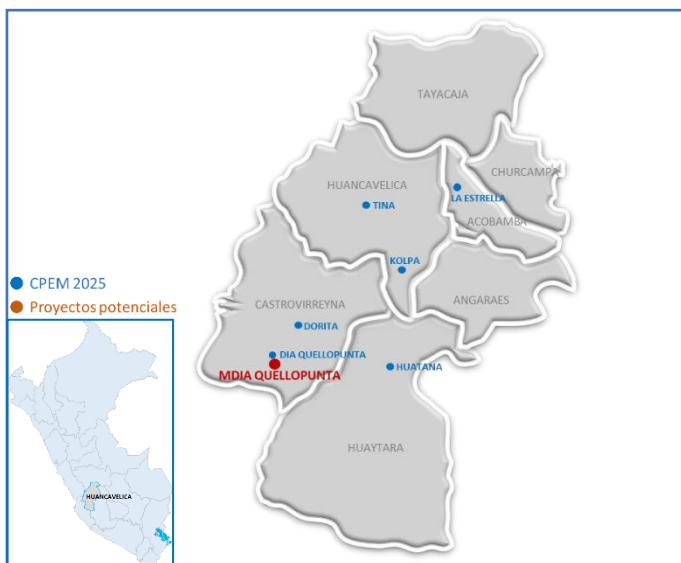 TAYACAJA
CHURCAMPA
HUANCAVELICA
LA ESTRELLA
TINA
ACOBAMBA
KOLPA
CPEM 2025
Proyectos potenciales
CASTROVIRREYNA
ANGARAES
DORITA
DIA QUELLOPUNTA
MDIA QUELLOPUNTA
HUATANA
HUAYTARA
HUANCAVELICA